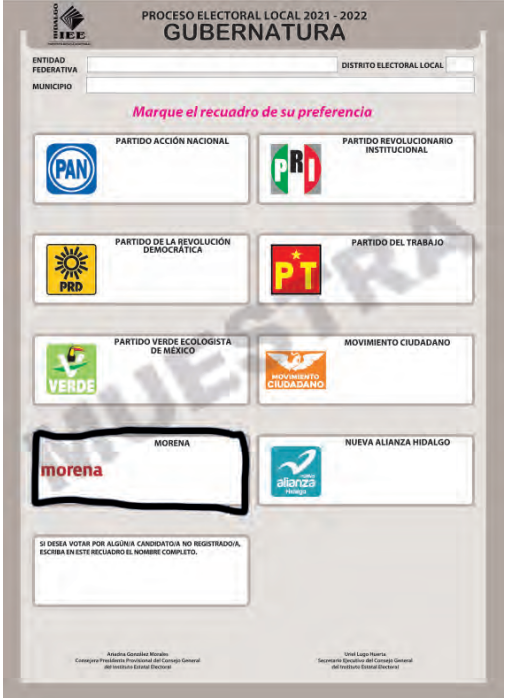 HIDALGO
IEE
PROCESO ELECTORAL LOCAL 2021 - 2022
GUBERNATURA
ENTIDAD
FEDERATIVA
DISTRITO ELECTORAL LOCAL
MUNICIPIO
Marque el recuadro de su preferencia
PARTIDO ACCIÓN NACIONAL
PAN
PARTIDO REVOLUCIONARIO
INSTITUCIONAL
PRI
PARTIDO DE LA REVOLUCIÓN
DEMOCRÁTICA
PRD
PARTIDO DEL TRABAJO
PT
PARTIDO VERDE ECOLOGISTA
DE MÉXICO
VERDE
MOVIMIENTO CIUDADANO
MOVIMIENTO
CIUDADANO
MORENA
morena
NUEVA ALIANZA HIDALGO
nueva
alianza
Hidalgo
SI DESEA VOTAR POR ALGÚN/A CANDIDATO/A NO REGISTRADO/A,
ESCRIBA EN ESTE RECUADRO EL NOMBRE COMPLETO.
MUESTRA
Ariadna González Morales
Consejera Presidenta Provisional del Consejo General
del Instituto Estatal Electoral
Uriel Lugo Huerta
Secretario Ejecutivo del Consejo General
del Instituto Estatal Electoral